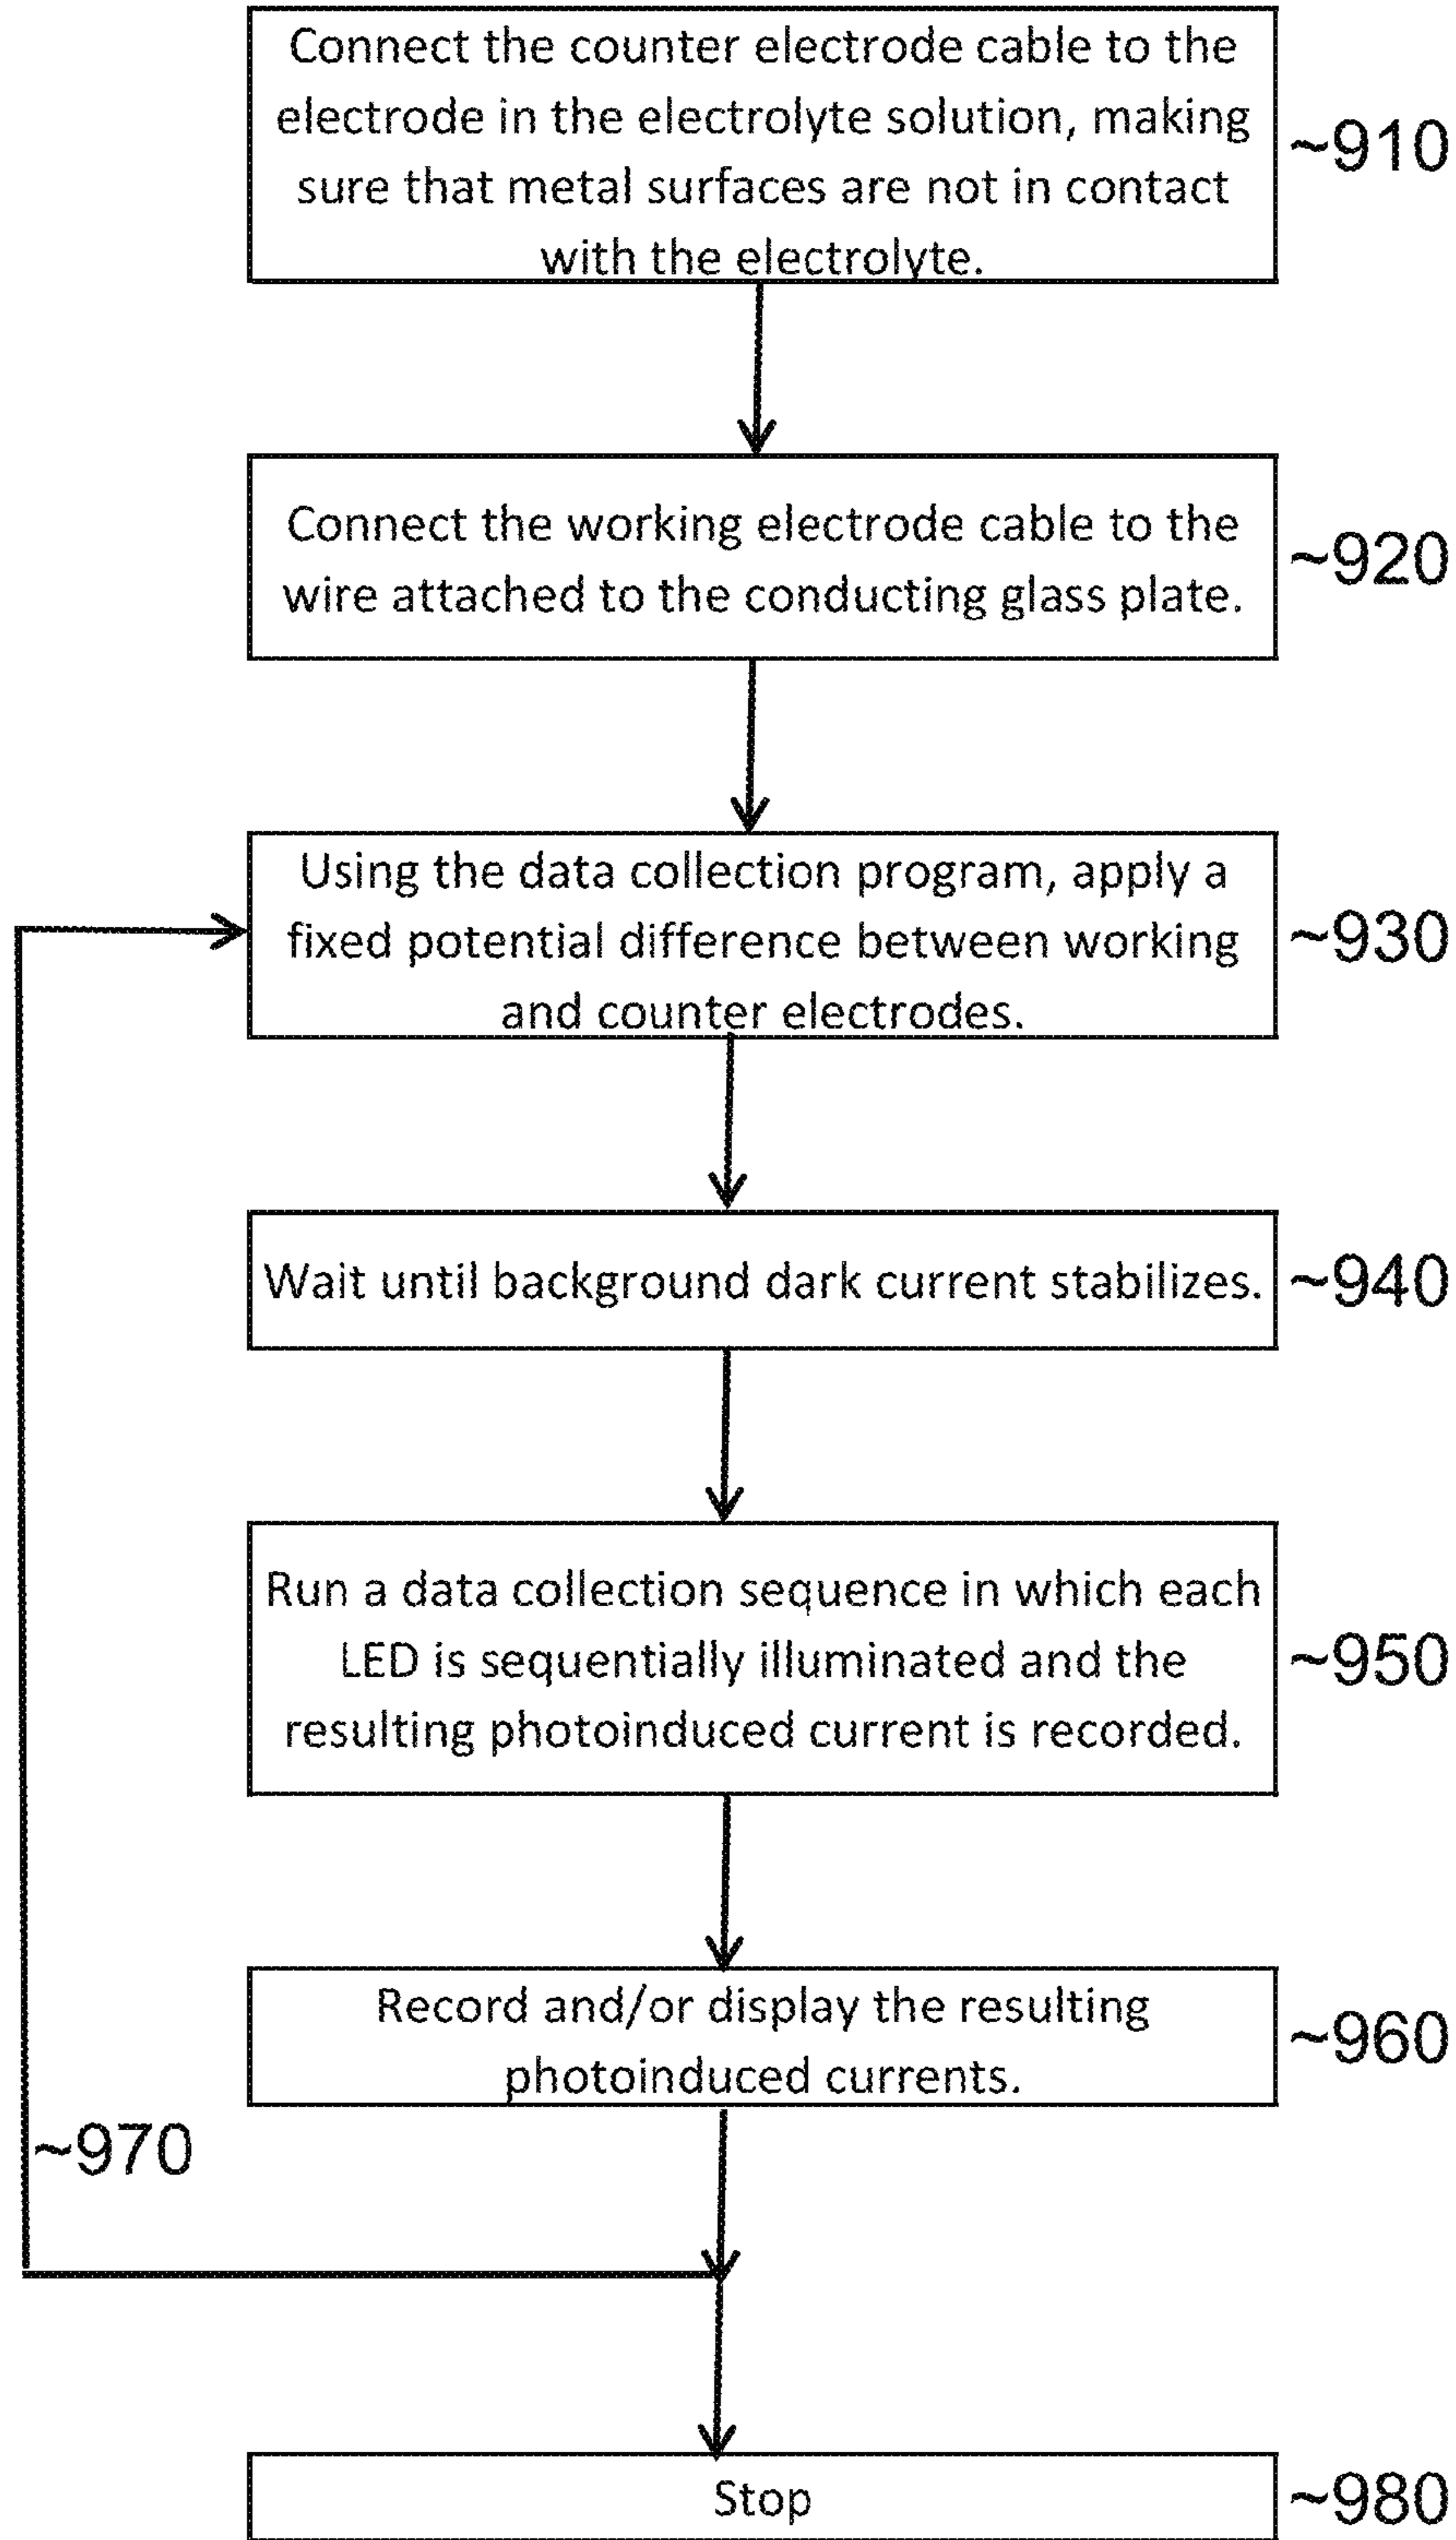 Connect the counter electrode cable to the
electrode in the electrolyte solution, making
sure that metal surfaces are not in contact
with the electrolyte.
~910
Connect the working electrode cable to the
wire attached to the conducting glass plate.
~920
Using the data collection program, apply a
fixed potential difference between working
and counter electrodes.
~930
Wait until background dark current stabilizes.
~940
Run a data collection sequence in which each
LED is sequentially illuminated and the
resulting photoinduced current is recorded.
~950
Record and/or display the resulting
photoinduced currents.
~960
~970
Stop
~980